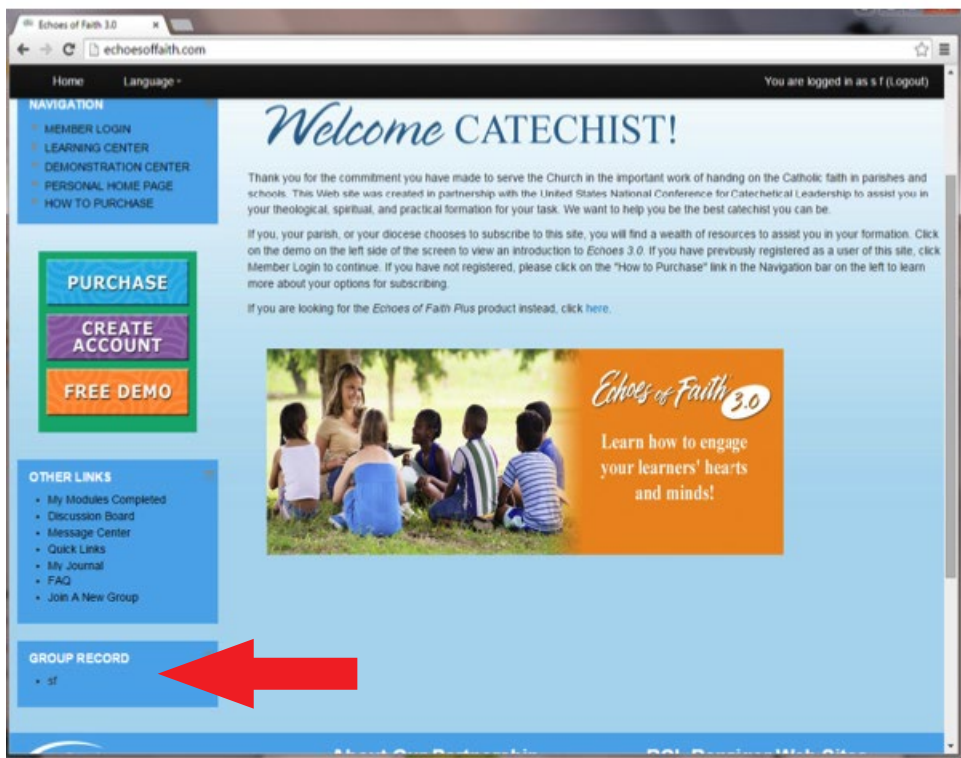 Echoes of Faith 3.0
echoesoffaith.com
Home Language
You are logged in as s f (Logout)
NAVIGATION
MEMBER LOGIN
LEARNING CENTER
DEMONSTRATION CENTER
PERSONAL HOME PAGE
HOW TO PURCHASE
PURCHASE
CREATE
ACCOUNT
FREE DEMO
OTHER LINKS
• My Modules Completed
• Discussion Board
• Message Center
• Quick Links
• My Journal
• FAQ
• Join A New Group
GROUP RECORD
• sf
Welcome CATECHIST!
Thank you for the commitment you have made to serve the Church in the important work of handing on the Catholic faith in parishes and
schools. This Web site was created in partnership with the United States National Conference for Catechetical Leadership to assist you in
your theological, spiritual, and practical formation for your task. We want to help you be the best catechist you can be.
If you, your parish, or your diocese chooses to subscribe to this site, you will find a wealth of resources to assist you in your formation. Click
on the demo on the left side of the screen to view an introduction to Echoes 3.0. If you have previously registered as a user of this site, click
Member Login to continue. If you have not registered, please click on the "How to Purchase" link in the Navigation bar on the left to learn
more about your options for subscribing.
If you are looking for the Echoes of Faith Plus product instead, click here.
Echoes of Faith 3.0
Learn how to engage
your learners' hearts
and minds!
About Our Partnership
RCL Benziger Web Sites